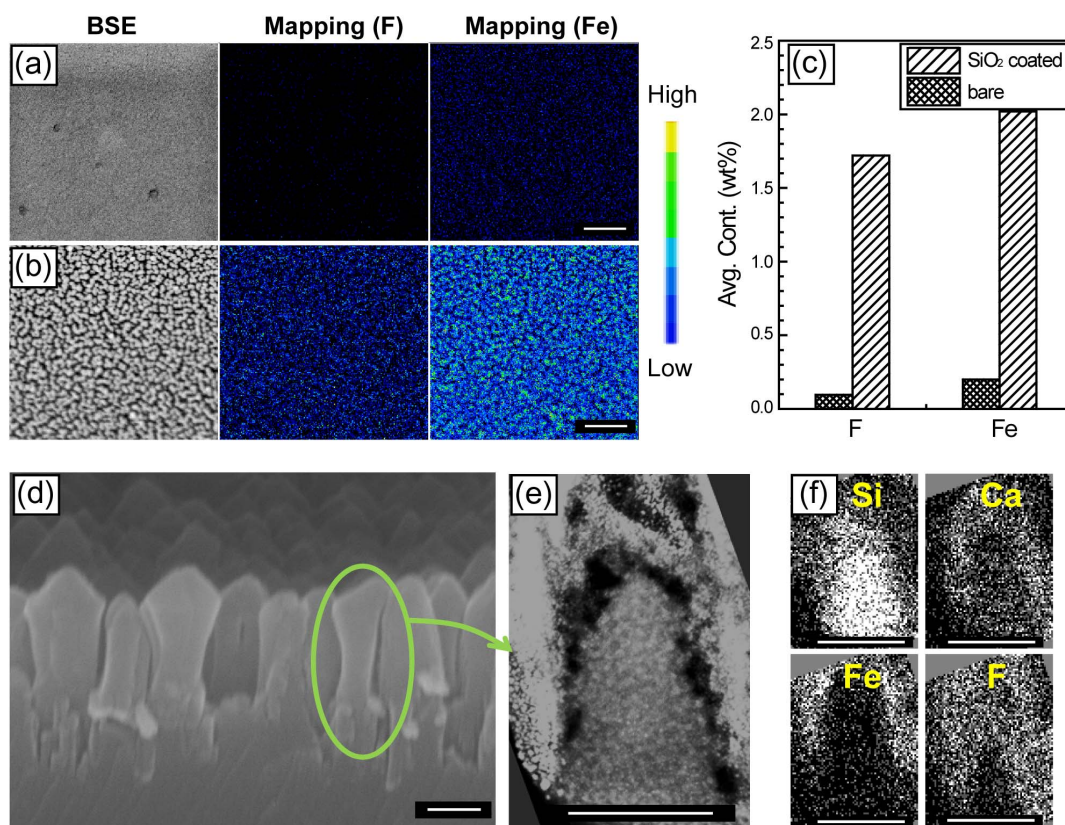 BSE Mapping (F) Mapping (Fe)
(a)
(b)
High
Low
(c)
SiO₂ coated
bare
Avg. Cont. (wt%)
2.5
2.0
1.5
1.0
0.5
0.0
F Fe
(d)
(e)
(f)
Si Ca
Fe F